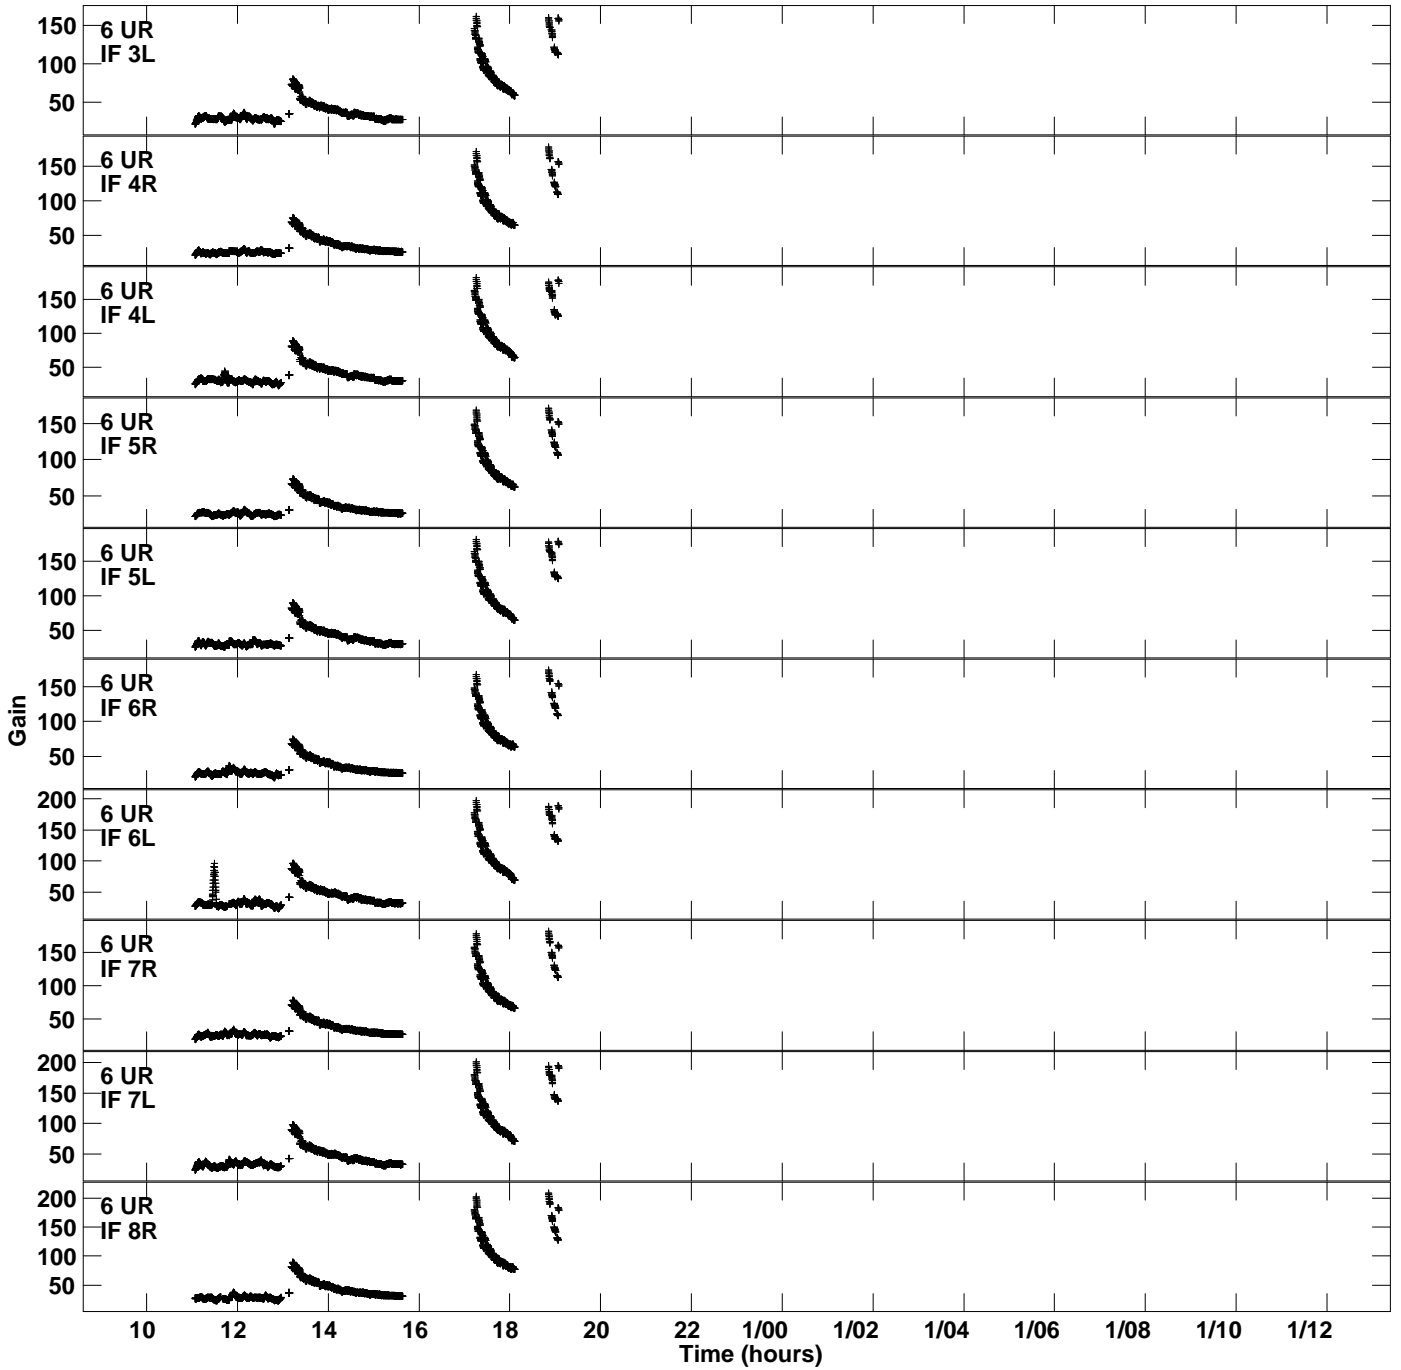 150
100
50
6 UR
IF 3L
150
100
50
6 UR
IF 4R
150
100
50
6 UR
IF 4L
150
100
50
6 UR
IF 5R
150
100
50
6 UR
IF 5L
150
100
50
6 UR
IF 6R
200
150
100
50
6 UR
IF 6L
150
100
50
6 UR
IF 7R
200
150
100
50
6 UR
IF 7L
200
150
100
50
6 UR
IF 8R
Gain
10 12 14 16 18 20 22 1/00 1/02 1/04 1/06 1/08 1/10 1/12
Time (hours)